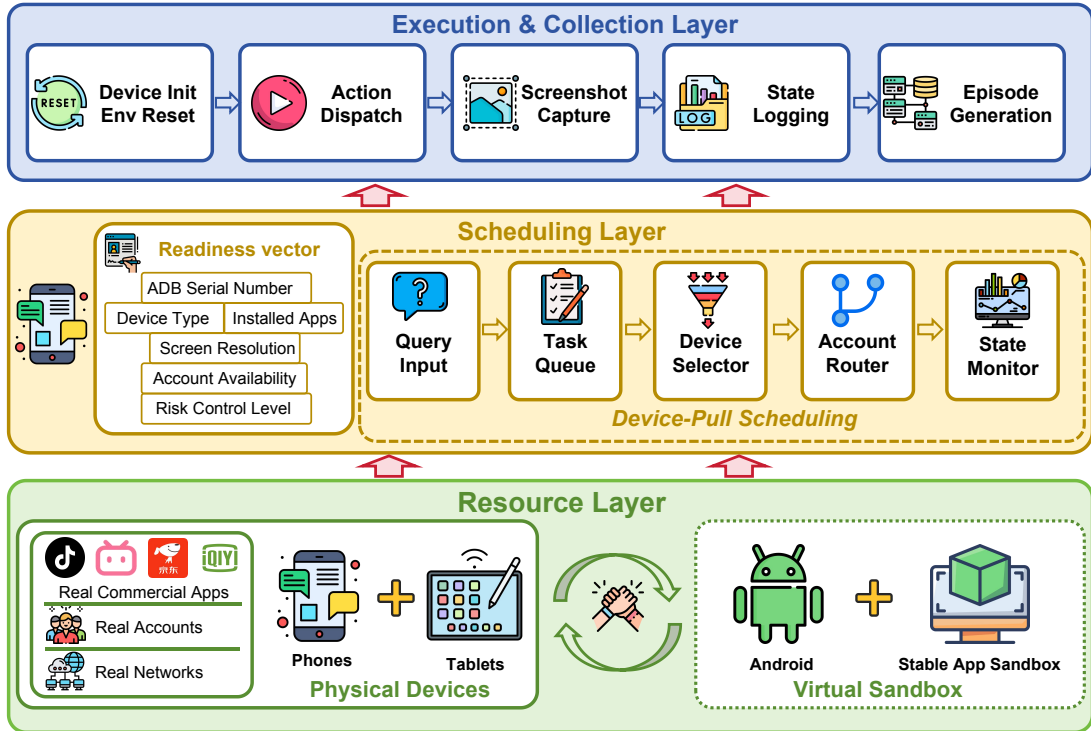 Execution & Collection Layer
RESET
Device Init
Env Reset
Action
Dispatch
Screenshot
Capture
LOG
State
Logging
Episode
Generation
Scheduling Layer
Readiness vector
ADB Serial Number
Device Type
Installed Apps
Screen Resolution
Account Availability
Risk Control Level
Query
Input
Task
Queue
Device
Selector
Account
Router
State
Monitor
Device-Pull Scheduling
Resource Layer
京东
iQIYI
Real Commercial Apps
Real Accounts
Real Networks
Phones
Tablets
Physical Devices
Android
Stable App Sandbox
Virtual Sandbox